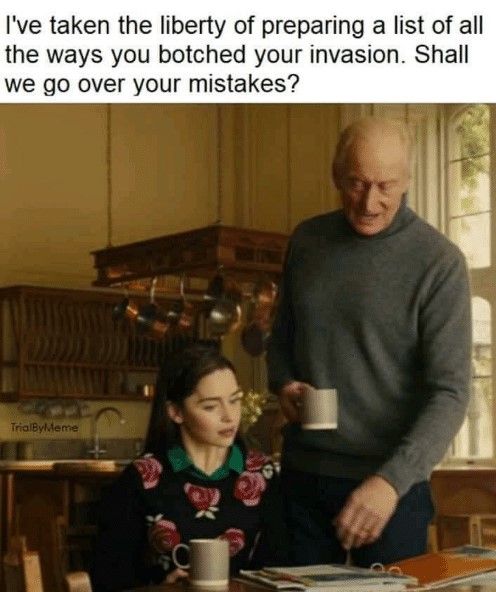 I've taken the liberty of preparing a list of all
the ways you botched your invasion. Shall
we go over your mistakes?
TrialByMeme